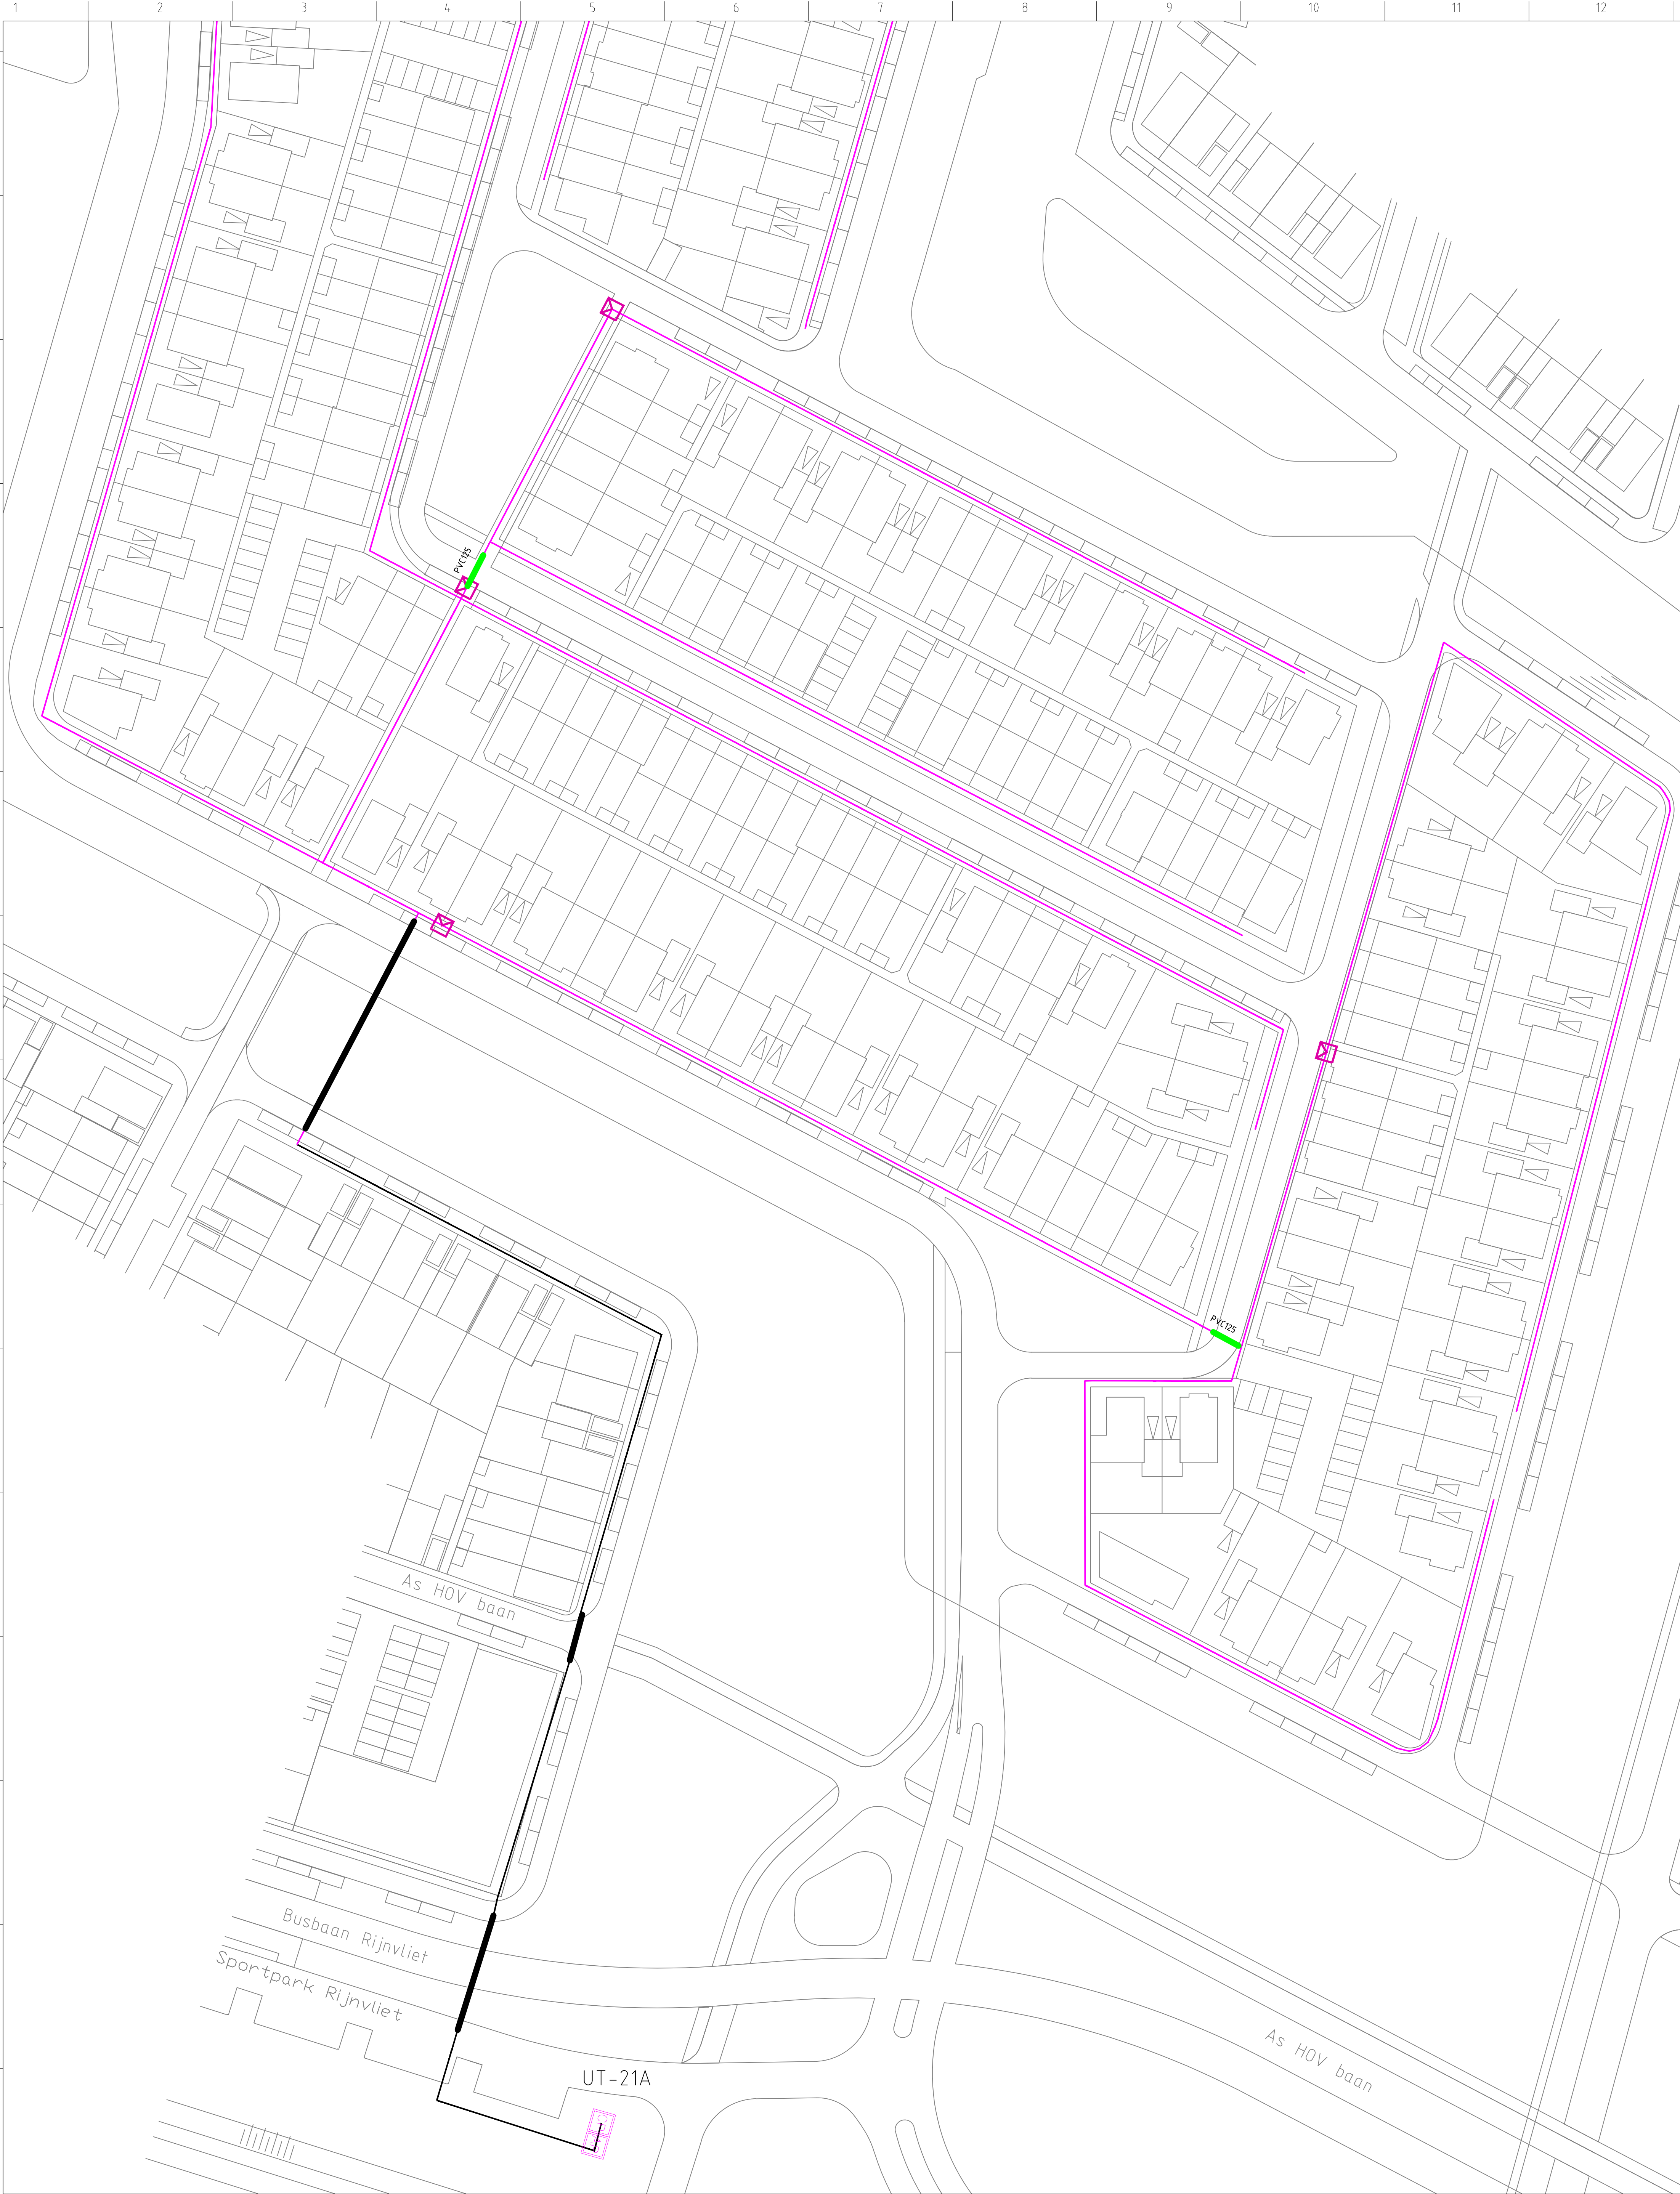 1 2 3 4 5 6 7 8 9 10 11 12
PVC125
PVC125
As HOV baan
Busbaan Rijnvliet
Sportpark Rijnvliet
As HOV baan
UT-21A